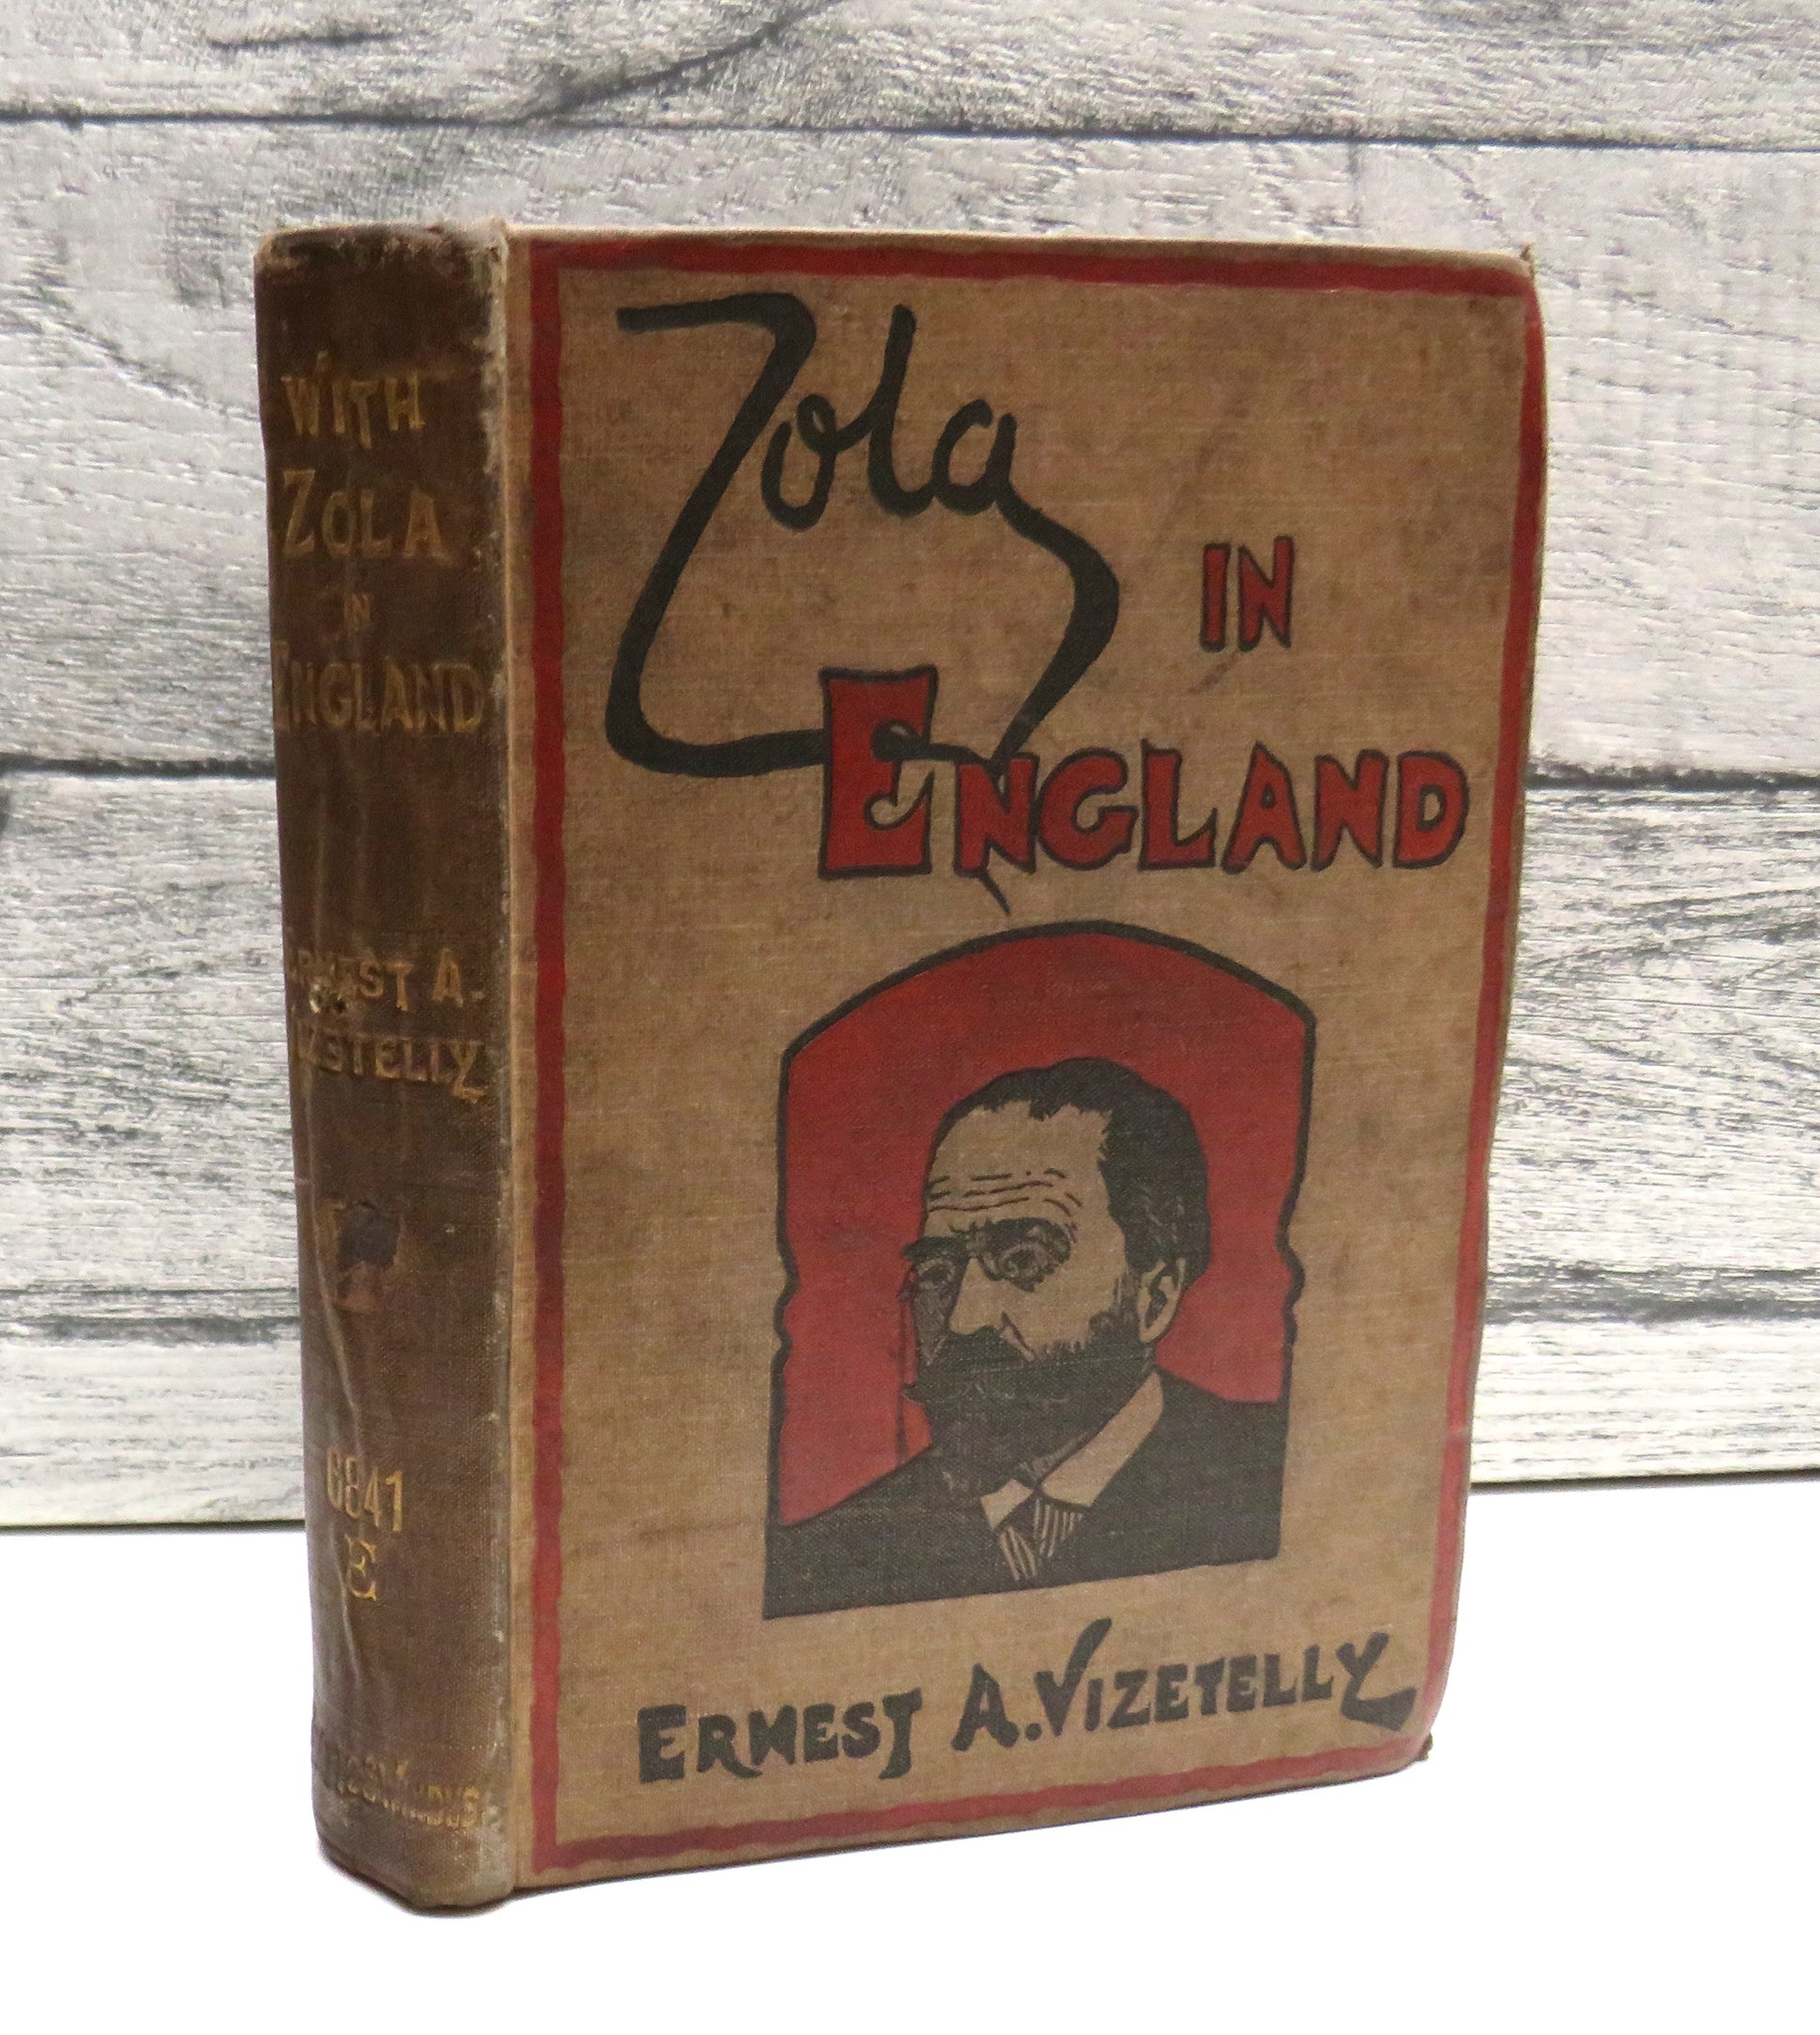 WITH
ZOLA
IN
ENGLAND
ERNEST A.
VIZETELLY
6841
E
Zola
IN
ENGLAND
ERNEST A. VIZETELLY